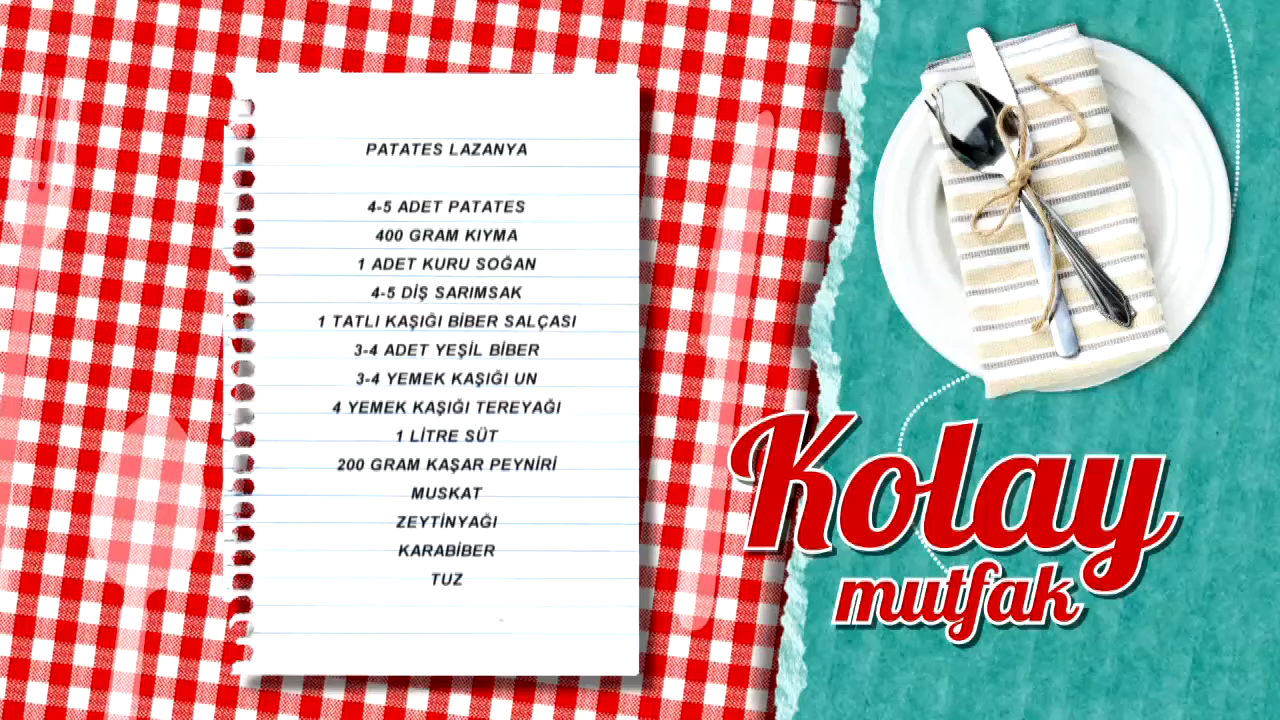 PATATES LAZANYA
4-5 ADET PATATES
400 GRAM KIYMA
1 ADET KURU SOĞAN
4-5 DİŞ SARIMSAK
1 TATLI KAŞIĞI BİBER SALÇASI
3-4 ADET YEŞİL BİBER
3-4 YEMEK KAŞIĞI UN
4 YEMEK KAŞIĞI TEREYAĞI
1 LİTRE SÜT
200 GRAM KAŞAR PEYNİRİ
MUSKAT
ZEYTİNYAĞI
KARABİBER
TUZ
Kolay
mutfak